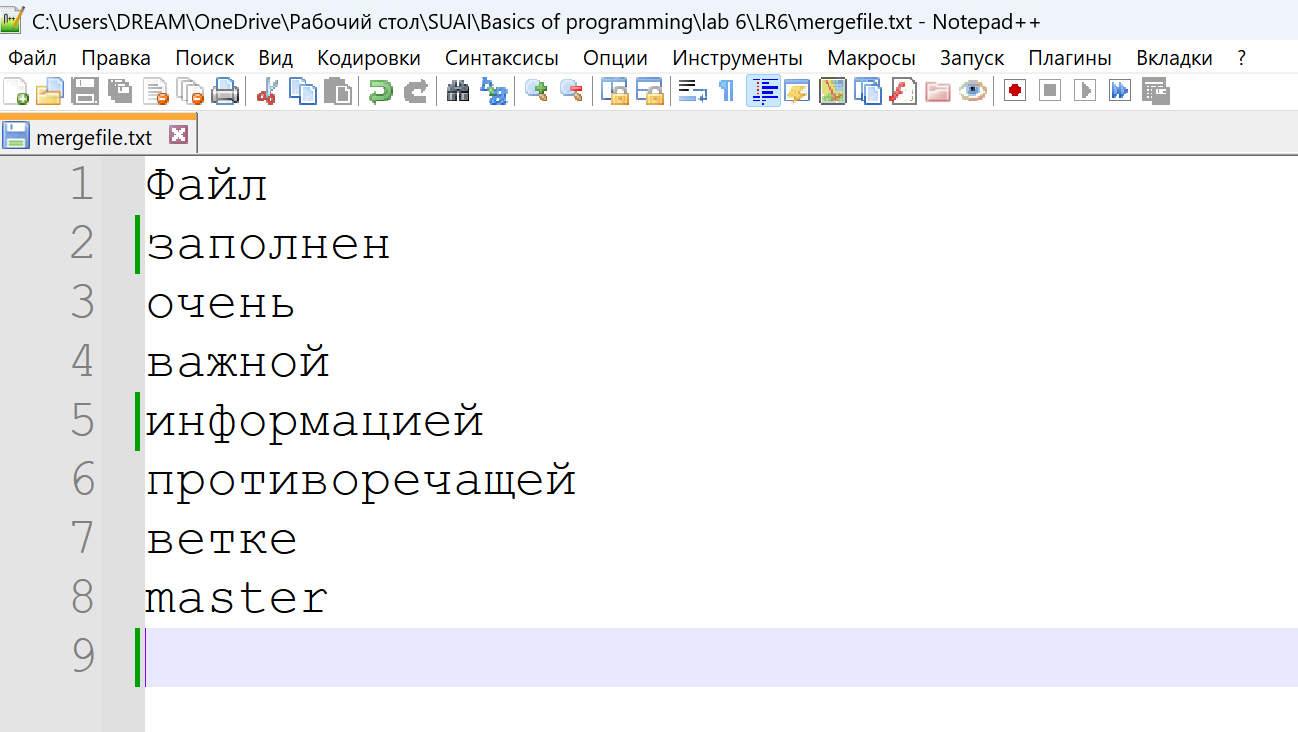 C:\Users\DREAM\OneDrive\Рабочий стол\SUAI\Basics of programming\lab 6\LR6\mergefile.txt - Notepad++
Файл Правка Поиск Вид Кодировки Синтаксисы Опции Инструменты Макросы Запуск Плагины Вкладки ?
mergefile.txt
1 Файл
2 заполнен
3 очень
4 важной
5 информацией
6 противоречащей
7 ветке
8 master
9